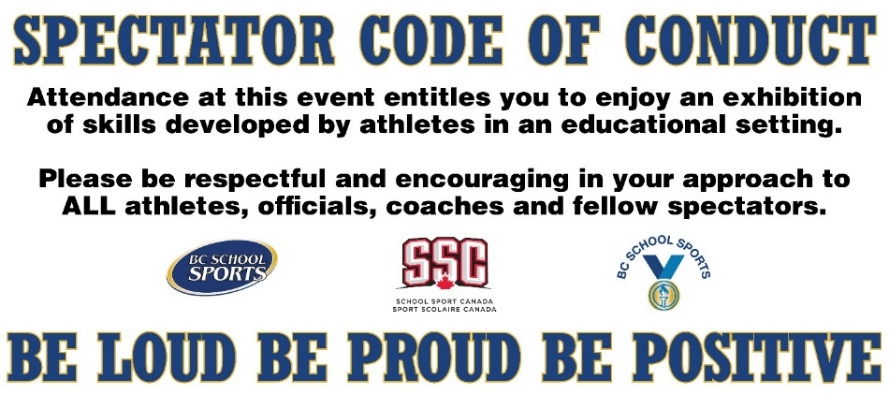 SPECTATOR CODE OF CONDUCT
Attendance at this event entitles you to enjoy an exhibition
of skills developed by athletes in an educational setting.
Please be respectful and encouraging in your approach to
ALL athletes, officials, coaches and fellow spectators.
BC SCHOOL
SPORTS
SSC
SCHOOL SPORT CANADA
SPORT SCOLAIRE CANADA
BC SCHOOL SPORTS
BE LOUD BE PROUD BE POSITIVE